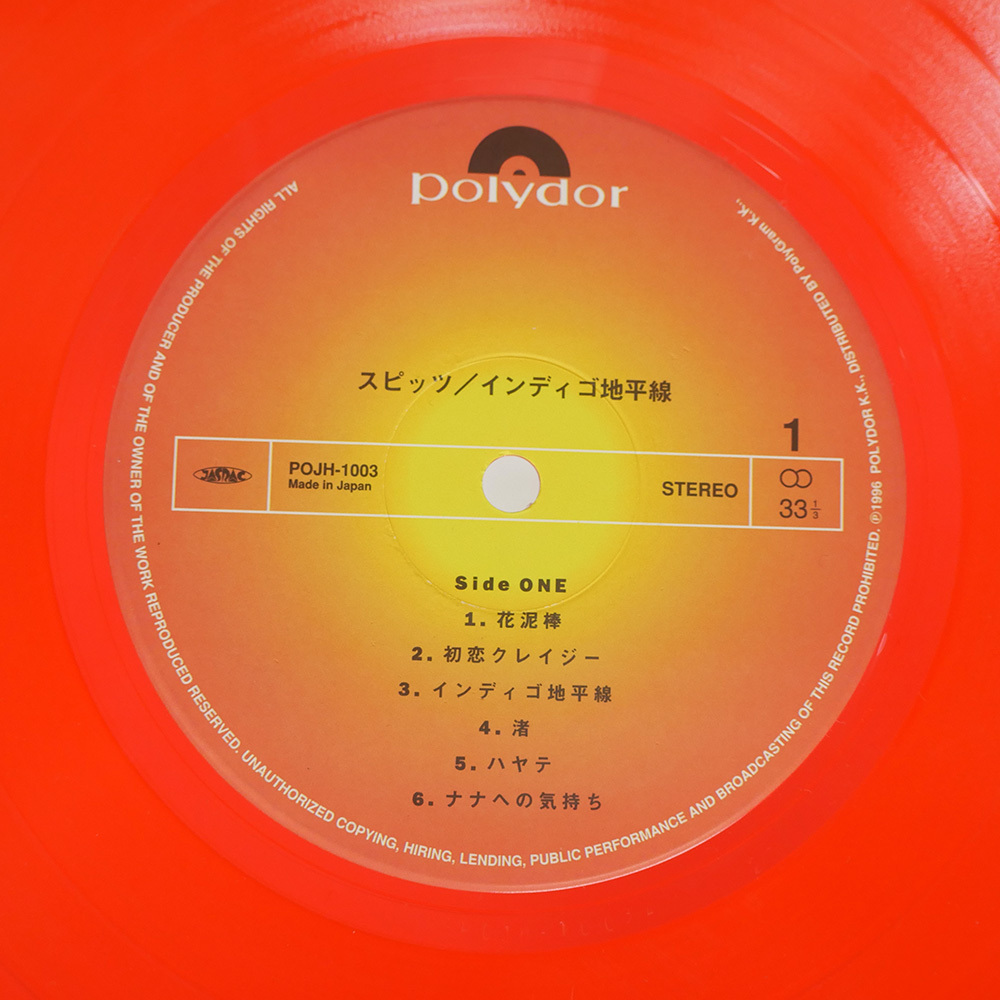 polydor
スピッツ／インディゴ地平線
1
JASRAC
POJH-1003
Made in Japan
STEREO
33 1/3
Side ONE
1. 花泥棒
2. 初恋クレイジー
3. インディゴ地平線
4. 渚
5. ハヤテ
6. ナナへの気持ち
ALL RIGHTS OF THE PRODUCER AND OF THE OWNER OF THE WORK REPRODUCED RESERVED. UNAUTHORIZED COPYING, HIRING, LENDING, PUBLIC PERFORMANCE AND BROADCASTING OF THIS RECORD PROHIBITED. ℗1996 POLYDOR K.K., DISTRIBUTED BY PolyGram K.K.,